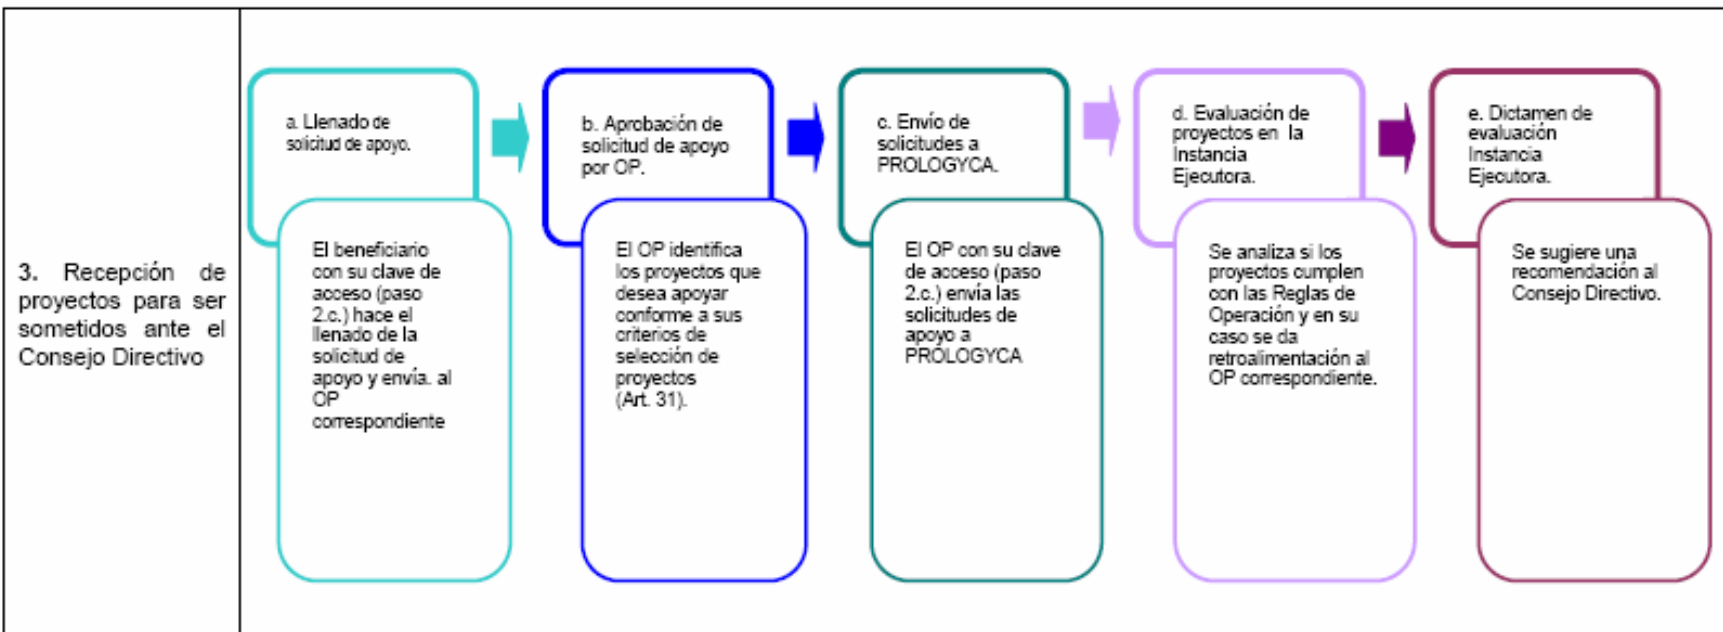 3. Recepción de
proyectos para ser
sometidos ante el
Consejo Directivo
a. Llenado de
solicitud de apoyo.
El beneficiario
con su clave de
acceso (paso
2.c.) hace el
llenado de la
solicitud de
apoyo y envía. al
OP
correspondiente
b. Aprobación de
solicitud de apoyo
por OP.
El OP identifica
los proyectos que
desea apoyar
conforme a sus
criterios de
selección de
proyectos
(Art. 31).
c. Envío de
solicitudes a
PROLOGYCA.
El OP con su clave
de acceso (paso
2.c.) envía las
solicitudes de
apoyo a
PROLOGYCA
d. Evaluación de
proyectos en la
Instancia
Ejecutora.
Se analiza si los
proyectos cumplen
con las Reglas de
Operación y en su
caso se da
retroalimentación al
OP correspondiente.
e. Dictamen de
evaluación
Instancia
Ejecutora.
Se sugiere una
recomendación al
Consejo Directivo.